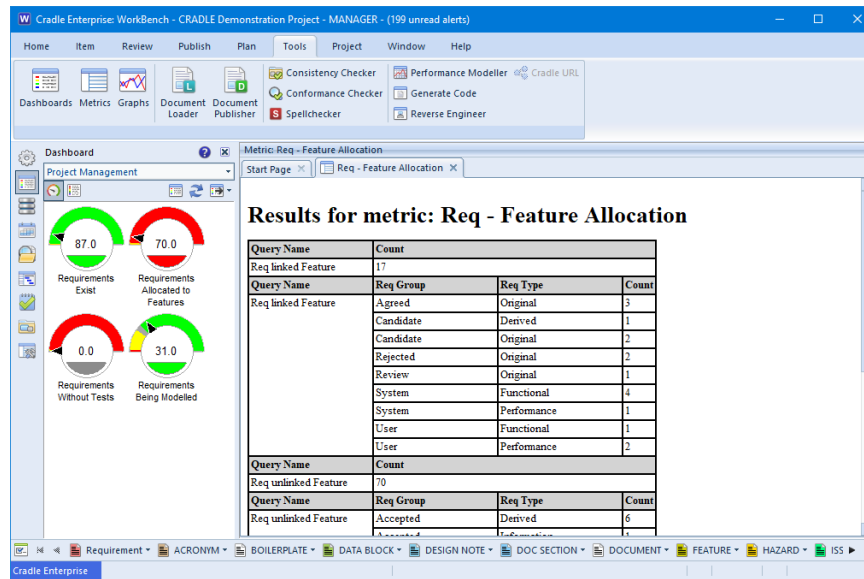 W Cradle Enterprise: WorkBench - CRADLE Demonstration Project - MANAGER - (199 unread alerts)
Home Item Review Publish Plan Tools Project Window Help
Dashboards Metrics Graphs Document Loader Document Publisher
Consistency Checker
Conformance Checker
Spellchecker
Performance Modeller Cradle URL
Generate Code
Reverse Engineer
Dashboard
Project Management
87.0 70.0
Requirements Exist
Requirements Allocated to Features
0.0 31.0
Requirements Without Tests
Requirements Being Modelled
Metric: Req - Feature Allocation
Start Page Req - Feature Allocation
Results for metric: Req - Feature Allocation
Query Name Count
Req linked Feature 17
Query Name Req Group Req Type Count
Req linked Feature Agreed Original 3
Candidate Derived 1
Candidate Original 2
Rejected Original 2
Review Original 1
System Functional 4
System Performance 1
User Functional 1
User Performance 2
Query Name Count
Req unlinked Feature 70
Query Name Req Group Req Type Count
Req unlinked Feature Accepted Derived 6
Requirement ACRONYM BOILERPLATE DATA BLOCK DESIGN NOTE DOC SECTION DOCUMENT FEATURE HAZARD ISS
Cradle Enterprise